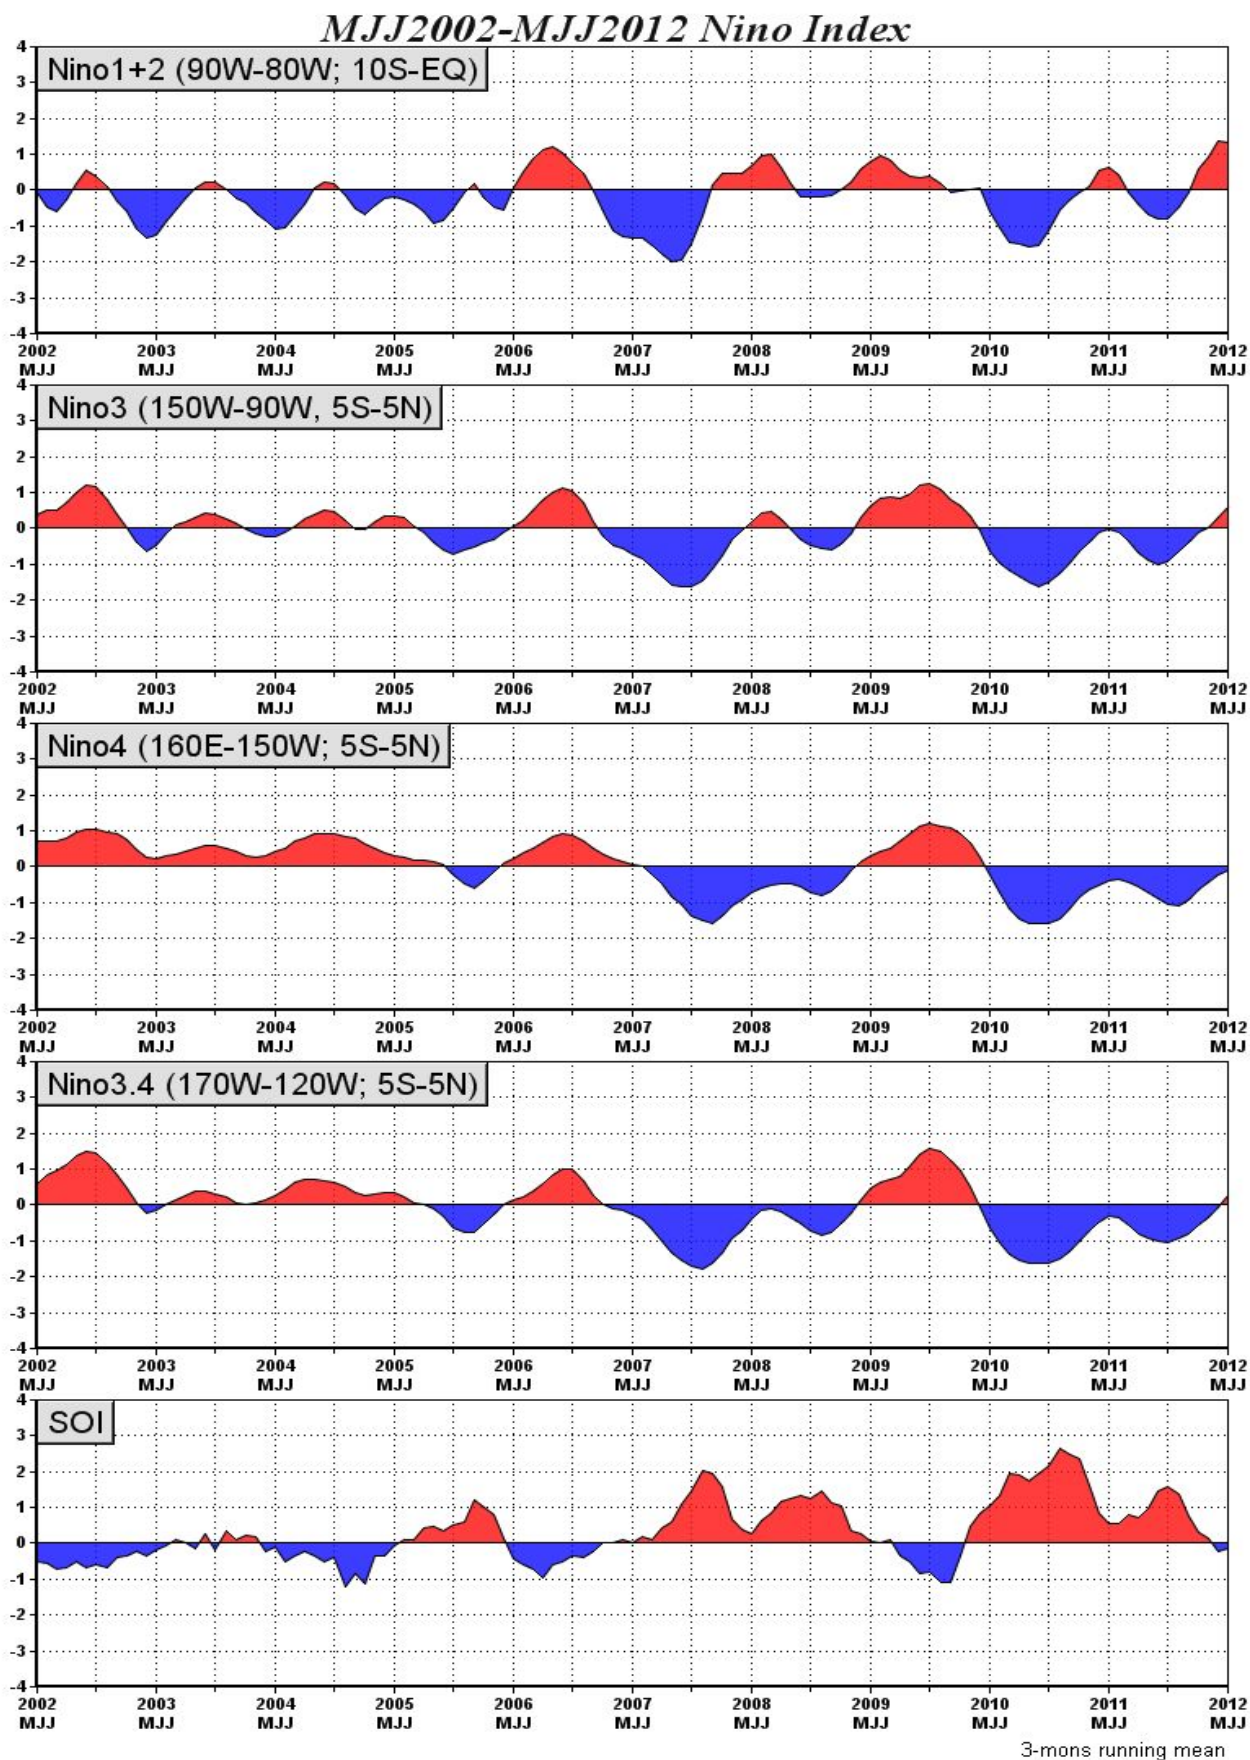 MJJ2002-MJJ2012 Nino Index
Nino1+2 (90W-80W; 10S-EQ)
4
3
2
1
0
-1
-2
-3
-4
2002 2003 2004 2005 2006 2007 2008 2009 2010 2011 2012
MJJ MJJ MJJ MJJ MJJ MJJ MJJ MJJ MJJ MJJ MJJ
Nino3 (150W-90W, 5S-5N)
4
3
2
1
0
-1
-2
-3
-4
2002 2003 2004 2005 2006 2007 2008 2009 2010 2011 2012
MJJ MJJ MJJ MJJ MJJ MJJ MJJ MJJ MJJ MJJ MJJ
Nino4 (160E-150W; 5S-5N)
4
3
2
1
0
-1
-2
-3
-4
2002 2003 2004 2005 2006 2007 2008 2009 2010 2011 2012
MJJ MJJ MJJ MJJ MJJ MJJ MJJ MJJ MJJ MJJ MJJ
Nino3.4 (170W-120W; 5S-5N)
4
3
2
1
0
-1
-2
-3
-4
2002 2003 2004 2005 2006 2007 2008 2009 2010 2011 2012
MJJ MJJ MJJ MJJ MJJ MJJ MJJ MJJ MJJ MJJ MJJ
SOI
4
3
2
1
0
-1
-2
-3
-4
2002 2003 2004 2005 2006 2007 2008 2009 2010 2011 2012
MJJ MJJ MJJ MJJ MJJ MJJ MJJ MJJ MJJ MJJ MJJ
3-mons running mean